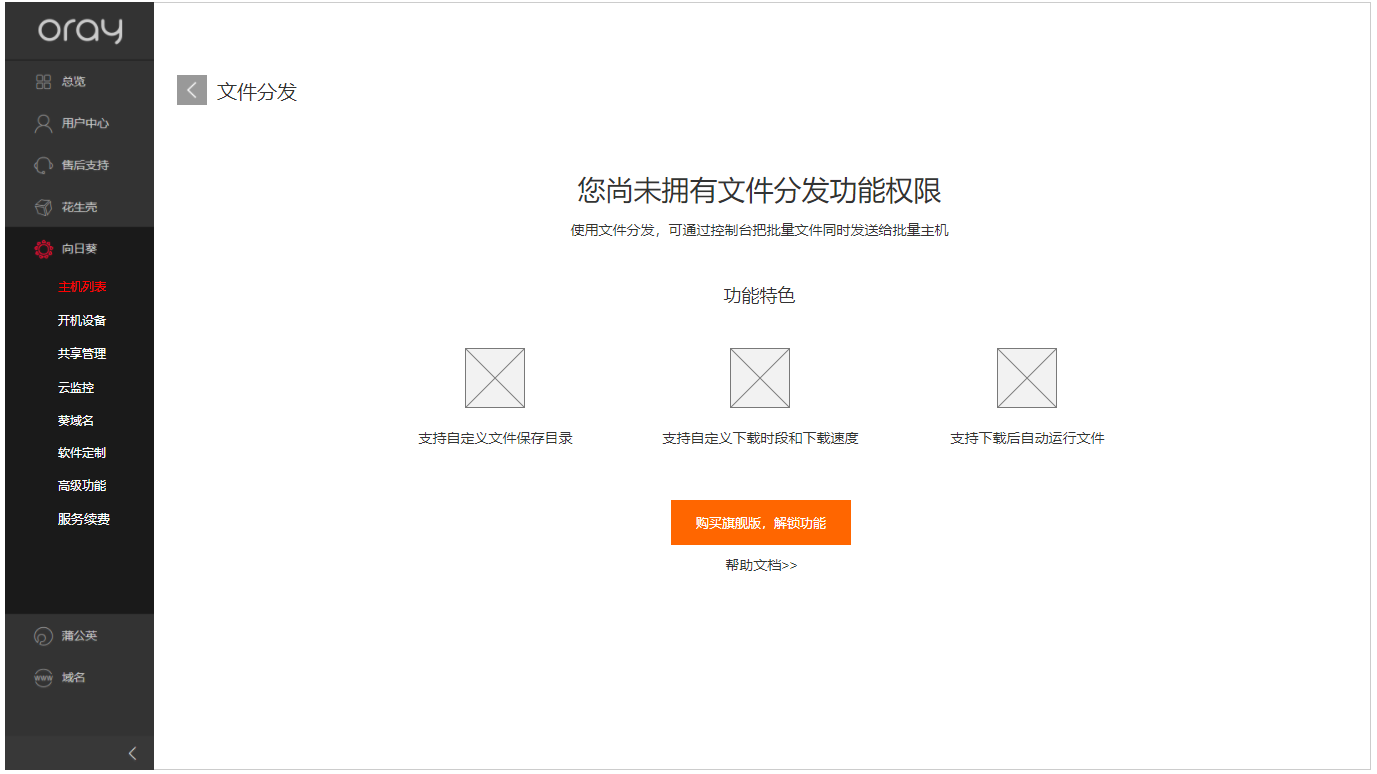 oray
总览
用户中心
售后支持
花生壳
向日葵
主机列表
开机设备
共享管理
云监控
葵域名
软件定制
高级功能
服务续费
蒲公英
www 域名
文件分发
您尚未拥有文件分发功能权限
使用文件分发，可通过控制台把批量文件同时发送给批量主机
功能特色
支持自定义文件保存目录
支持自定义下载时段和下载速度
支持下载后自动运行文件
购买旗舰版，解锁功能
帮助文档>>